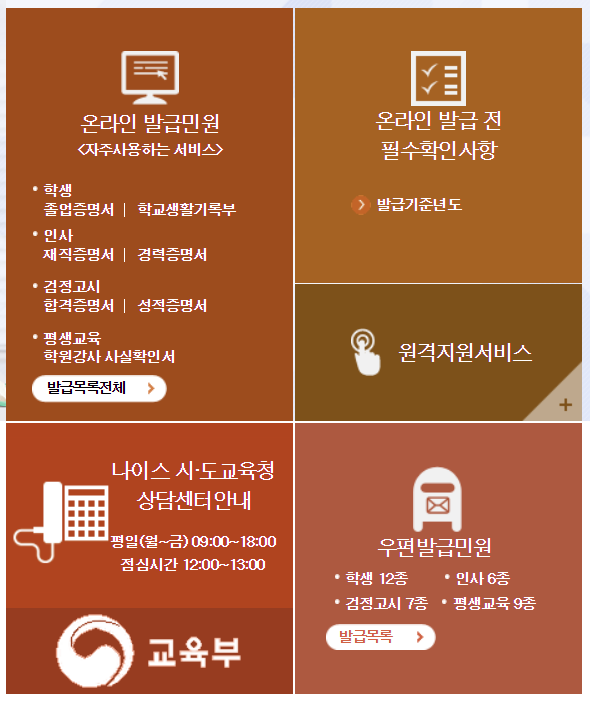 온라인 발급민원
<자주사용하는 서비스>
• 학생
졸업증명서 | 학교생활기록부
• 인사
재직증명서 | 경력증명서
• 검정고시
합격증명서 | 성적증명서
• 평생교육
학원강사 사실확인서
발급목록전체
온라인 발급 전
필수확인사항
발급기준년도
원격지원서비스
+
나이스 시·도교육청
상담센터안내
평일(월~금) 09:00~18:00
점심시간 12:00~13:00
교육부
우편발급민원
• 학생 12종 • 인사 6종
• 검정고시 7종 • 평생교육 9종
발급목록